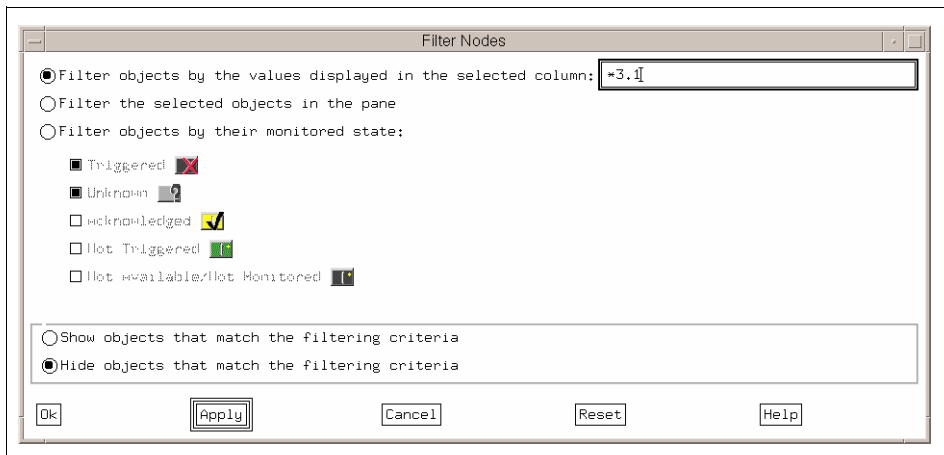 Filter Nodes
Filter objects by the values displayed in the selected column: *3.1
Filter the selected objects in the pane
Filter objects by their monitored state:
Triggered
Unknown
Acknowledged
Not Triggered
Not Available/Not Monitored
Show objects that match the filtering criteria
Hide objects that match the filtering criteria
Ok Apply Cancel Reset Help